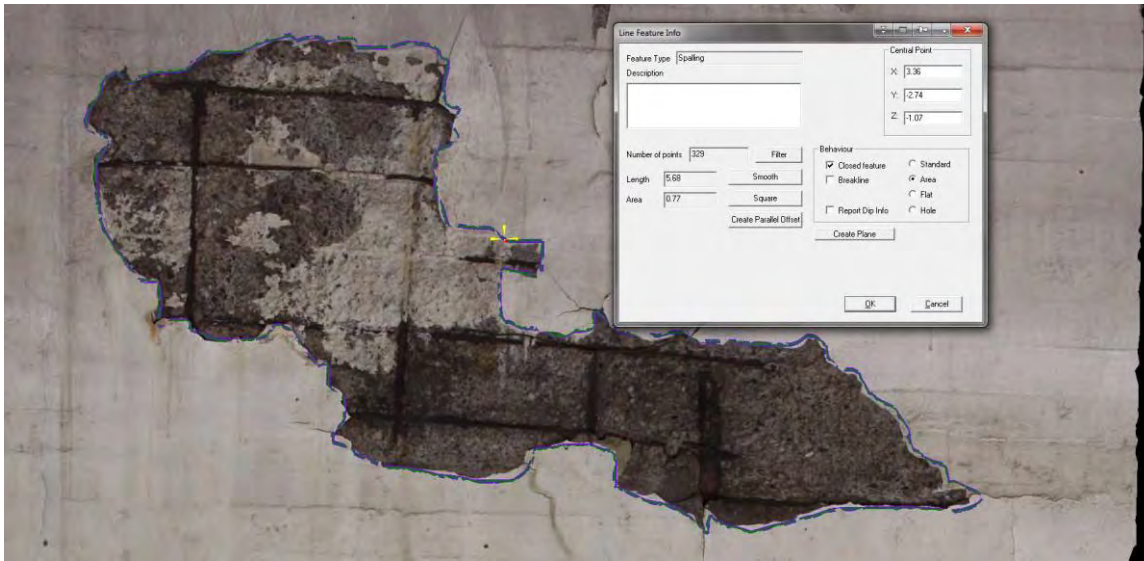 Line Feature Info
Feature Type Spalling
Description
Central Point
X: 3.36
Y: -2.74
Z: -1.07
Number of points 329
Filter
Length 5.68
Smooth
Area 0.77
Square
Create Parallel Offset
Behaviour
Closed feature
Standard
Breakline
Area
Flat
Report Dip Info
Hole
Create Plane
OK
Cancel